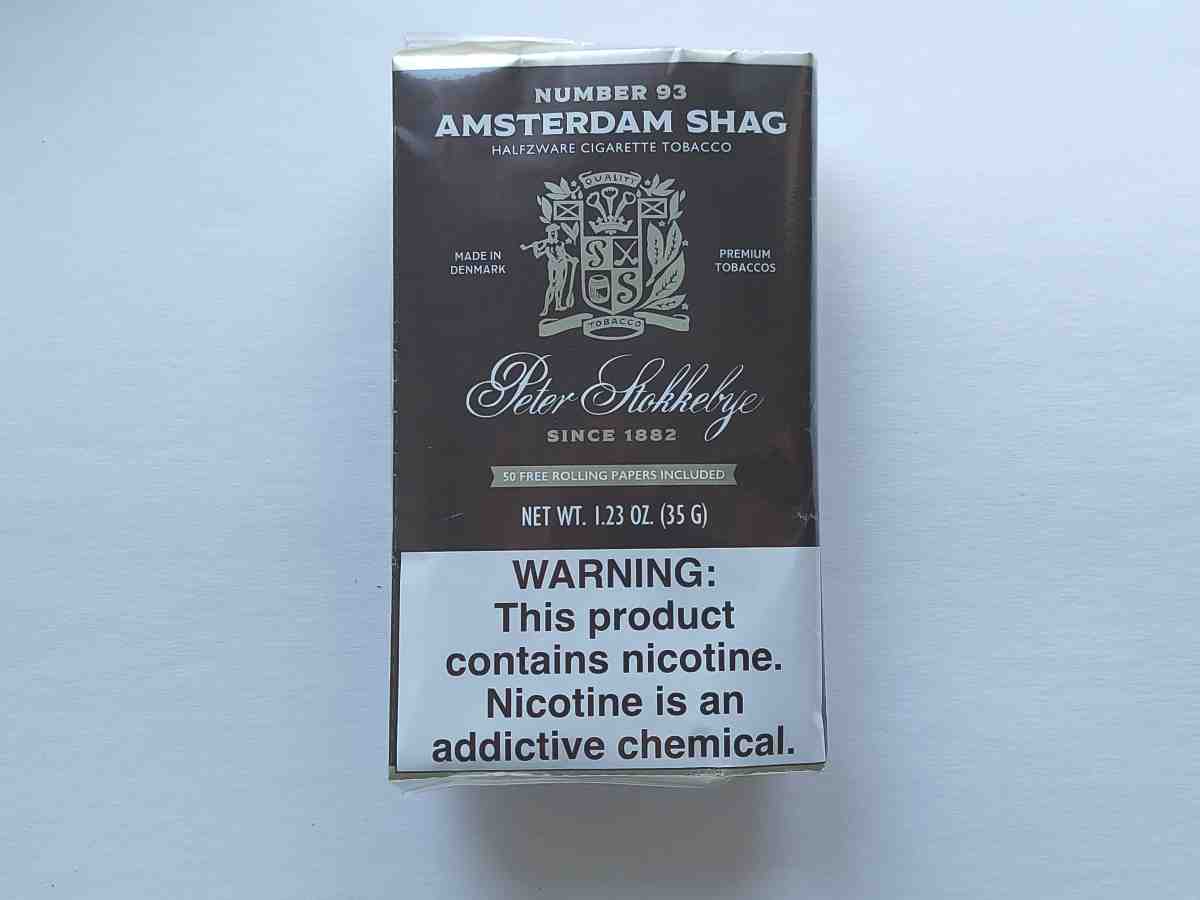 NUMBER 93
AMSTERDAM SHAG
HALFZWARE CIGARETTE TOBACCO
QUALITY
S
S
TOBACCO
MADE IN
DENMARK
PREMIUM
TOBACCOS
Peter Stokkebye
SINCE 1882
50 FREE ROLLING PAPERS INCLUDED
NET WT. 1.23 OZ. (35 G)
WARNING:
This product
contains nicotine.
Nicotine is an
addictive chemical.